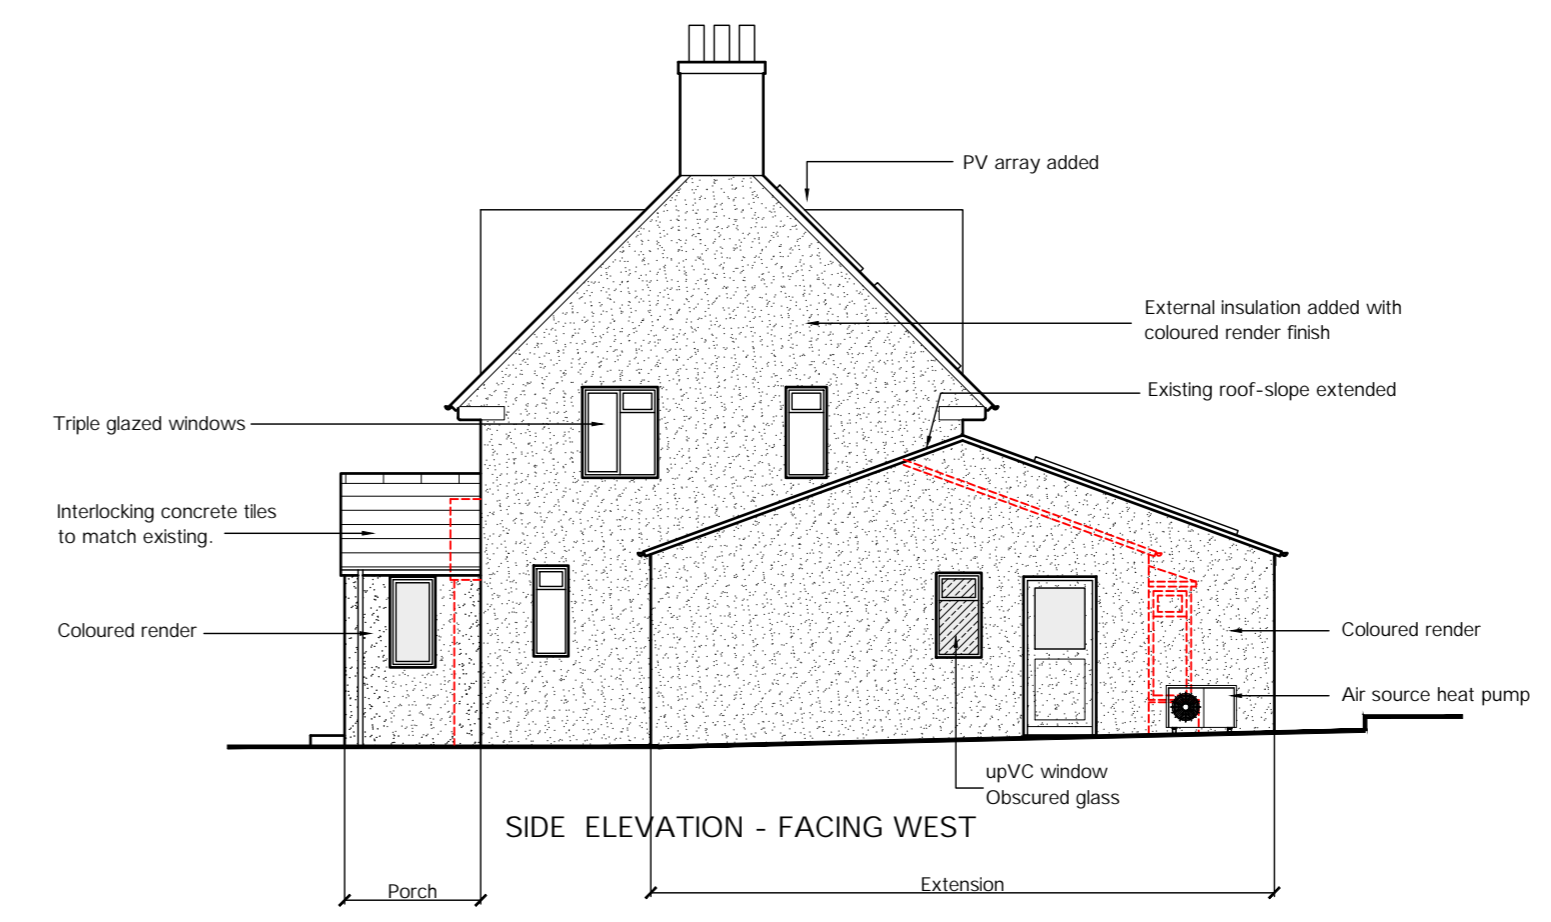 PV array added
External insulation added with
coloured render finish
Existing roof-slope extended
Triple glazed windows
Interlocking concrete tiles
to match existing.
Coloured render
Coloured render
Air source heat pump
upVC window
Obscured glass
SIDE ELEVATION - FACING WEST
Porch
Extension